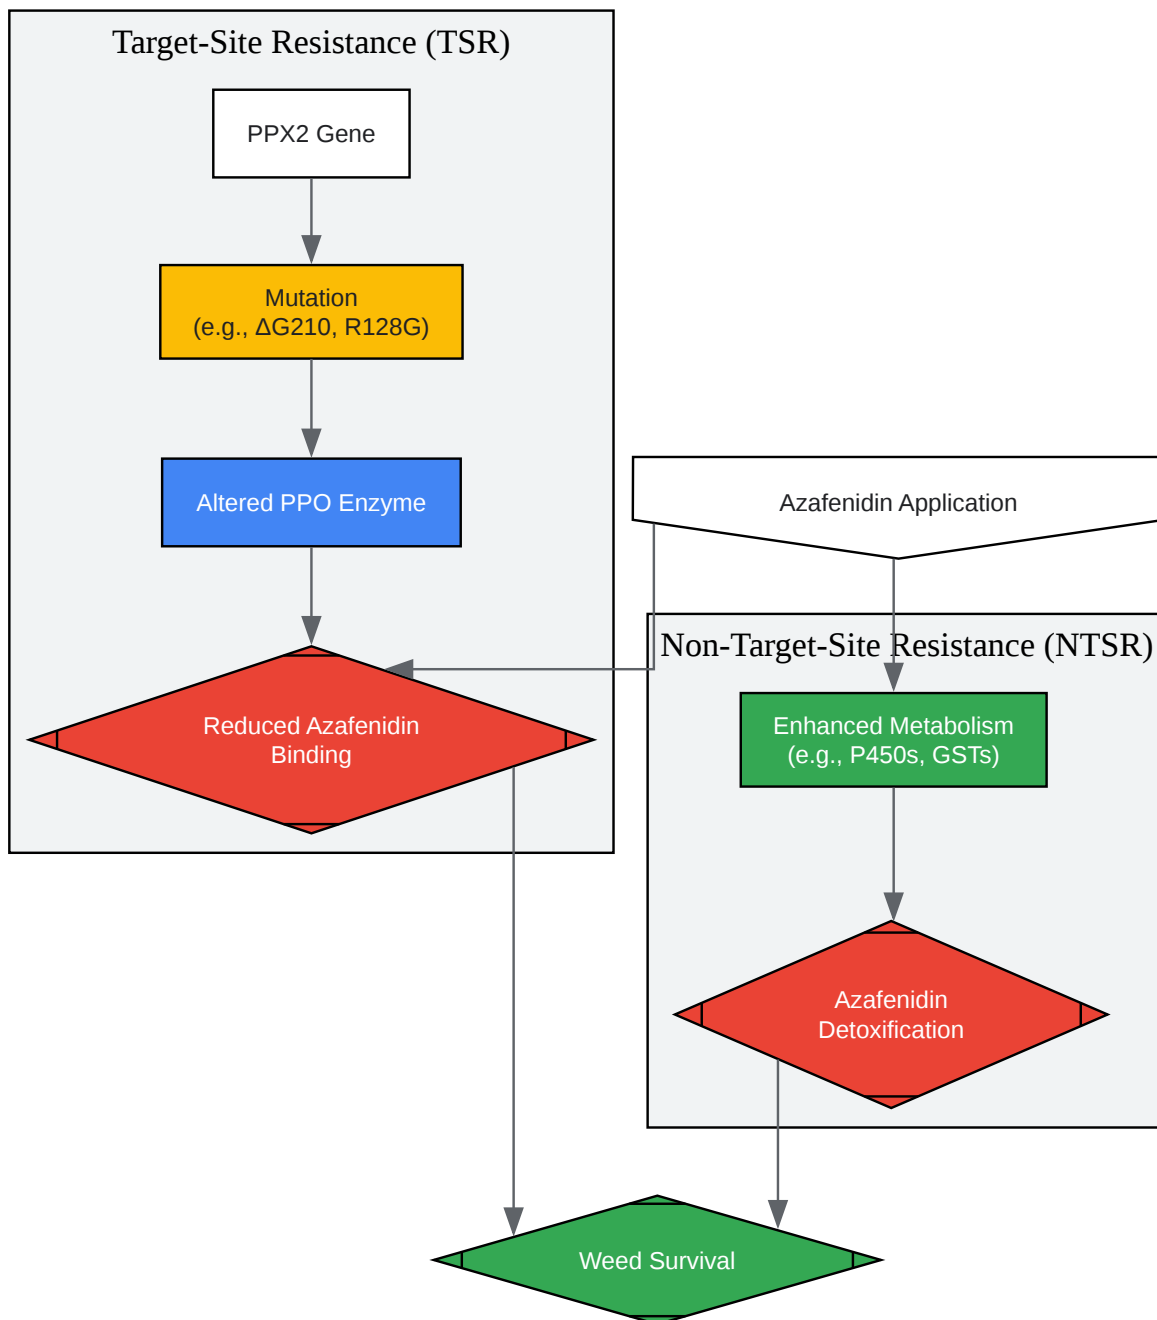 Target-Site Resistance (TSR)
PPX2 Gene
Mutation
(e.g., ΔG210, R128G)
Altered PPO Enzyme
Azafenidin Application
Reduced Azafenidin
Binding
Non-Target-Site Resistance (NTSR)
Enhanced Metabolism
(e.g., P450s, GSTs)
Azafenidin
Detoxification
Weed Survival